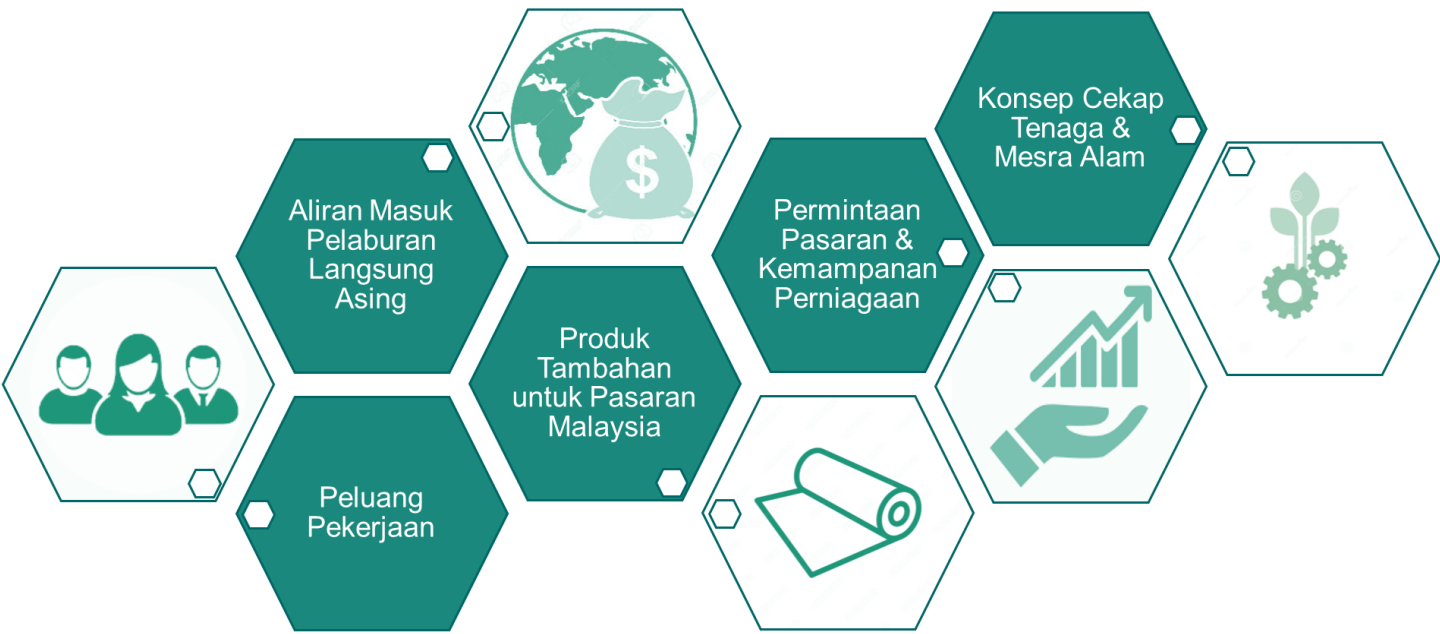 Aliran Masuk
Pelaburan
Langsung
Asing
Peluang
Pekerjaan
Produk
Tambahan
untuk Pasaran
Malaysia
Permintaan
Pasaran &
Kemampanan
Perniagaan
Konsep Cekap
Tenaga &
Mesra Alam
$